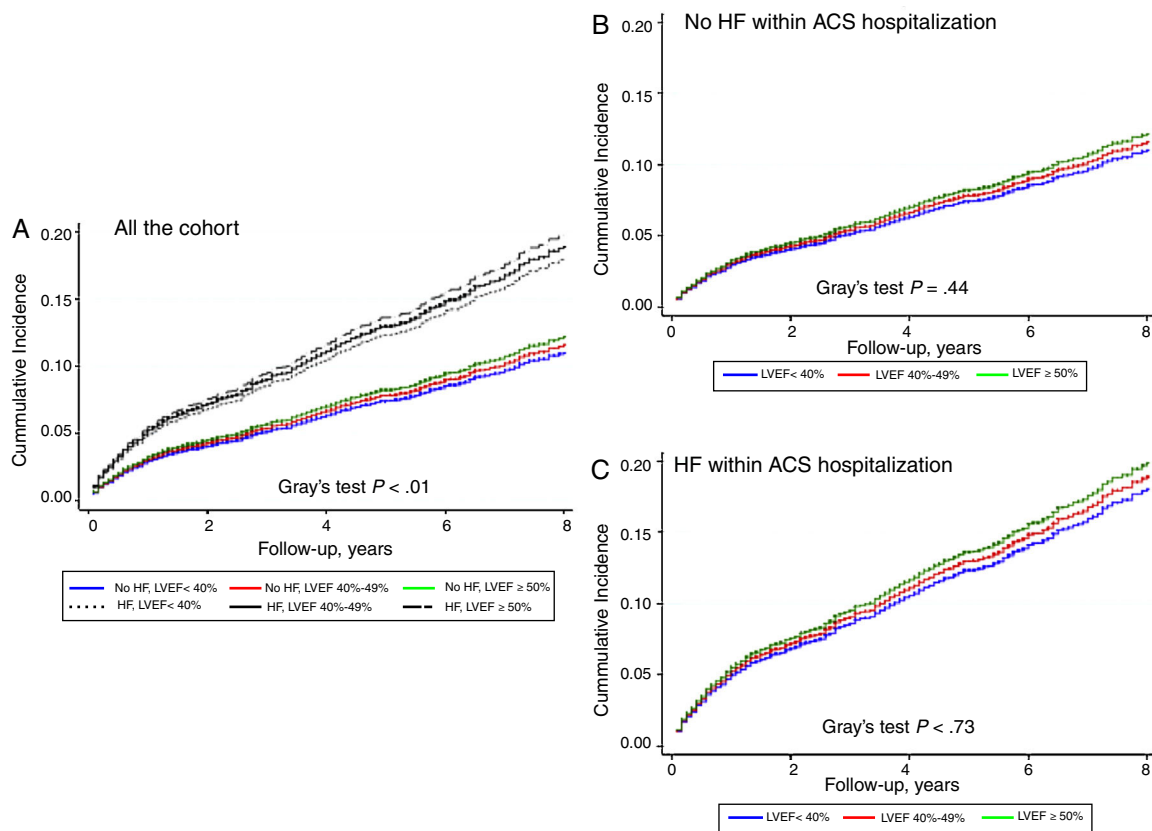 A
All the cohort
Cummulative Incidence
0.20
0.15
0.10
0.05
0.00
Gray's test P < .01
0 2 4 6 8
Follow-up, years
No HF, LVEF< 40% No HF, LVEF 40%-49% No HF, LVEF ≥ 50%
HF, LVEF< 40% HF, LVEF 40%-49% HF, LVEF ≥ 50%
B
No HF within ACS hospitalization
Cummulative Incidence
0.20
0.15
0.10
0.05
0.00
Gray's test P = .44
0 2 4 6 8
Follow-up, years
LVEF< 40% LVEF 40%-49% LVEF ≥ 50%
C
HF within ACS hospitalization
Cummulative Incidence
0.20
0.15
0.10
0.05
0.00
Gray's test P < .73
0 2 4 6 8
Follow-up, years
LVEF< 40% LVEF 40%-49% LVEF ≥ 50%